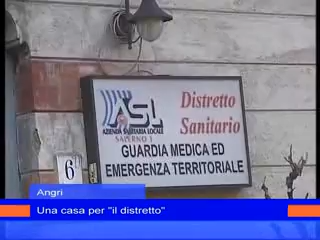 ASL
AZIENDA SANITARIA LOCALE
SALERNO 1
Distretto
Sanitario
GUARDIA MEDICA ED
EMERGENZA TERRITORIALE
6
Angri
Una casa per "il distretto"